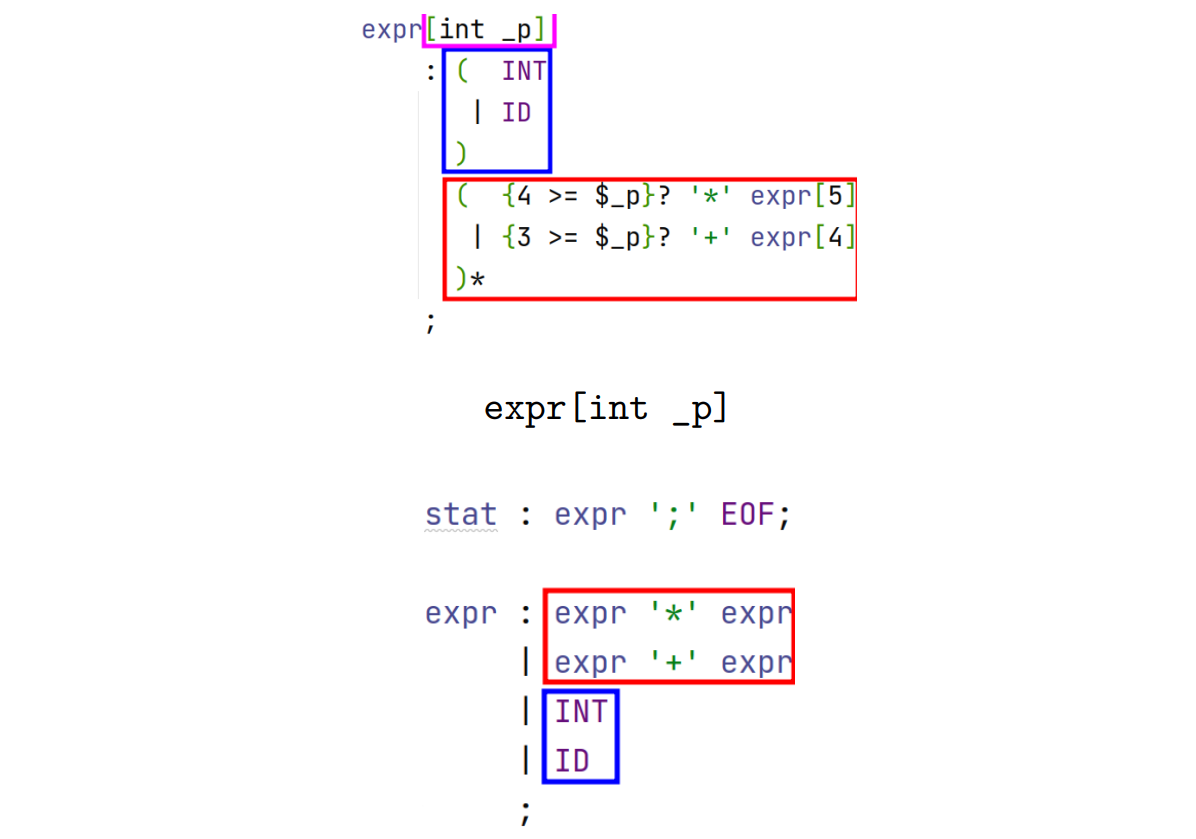 expr[int _p]
: ( INT
| ID
)
( {4 >= $_p}? '*' expr[5]
| {3 >= $_p}? '+' expr[4]
)*
;
expr[int _p]
stat : expr ';' EOF;
expr : expr '*' expr
| expr '+' expr
| INT
| ID
;